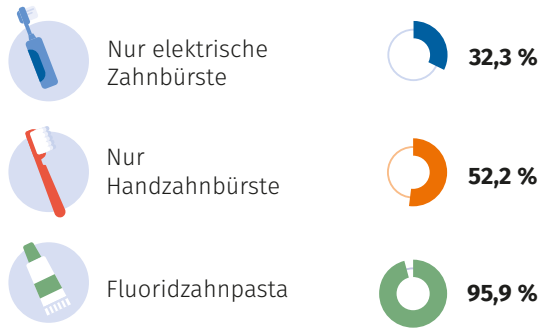 Nur elektrische
Zahnbürste
32,3 %
Nur
Handzahnbürste
52,2 %
Fluoridzahnpasta
95,9 %